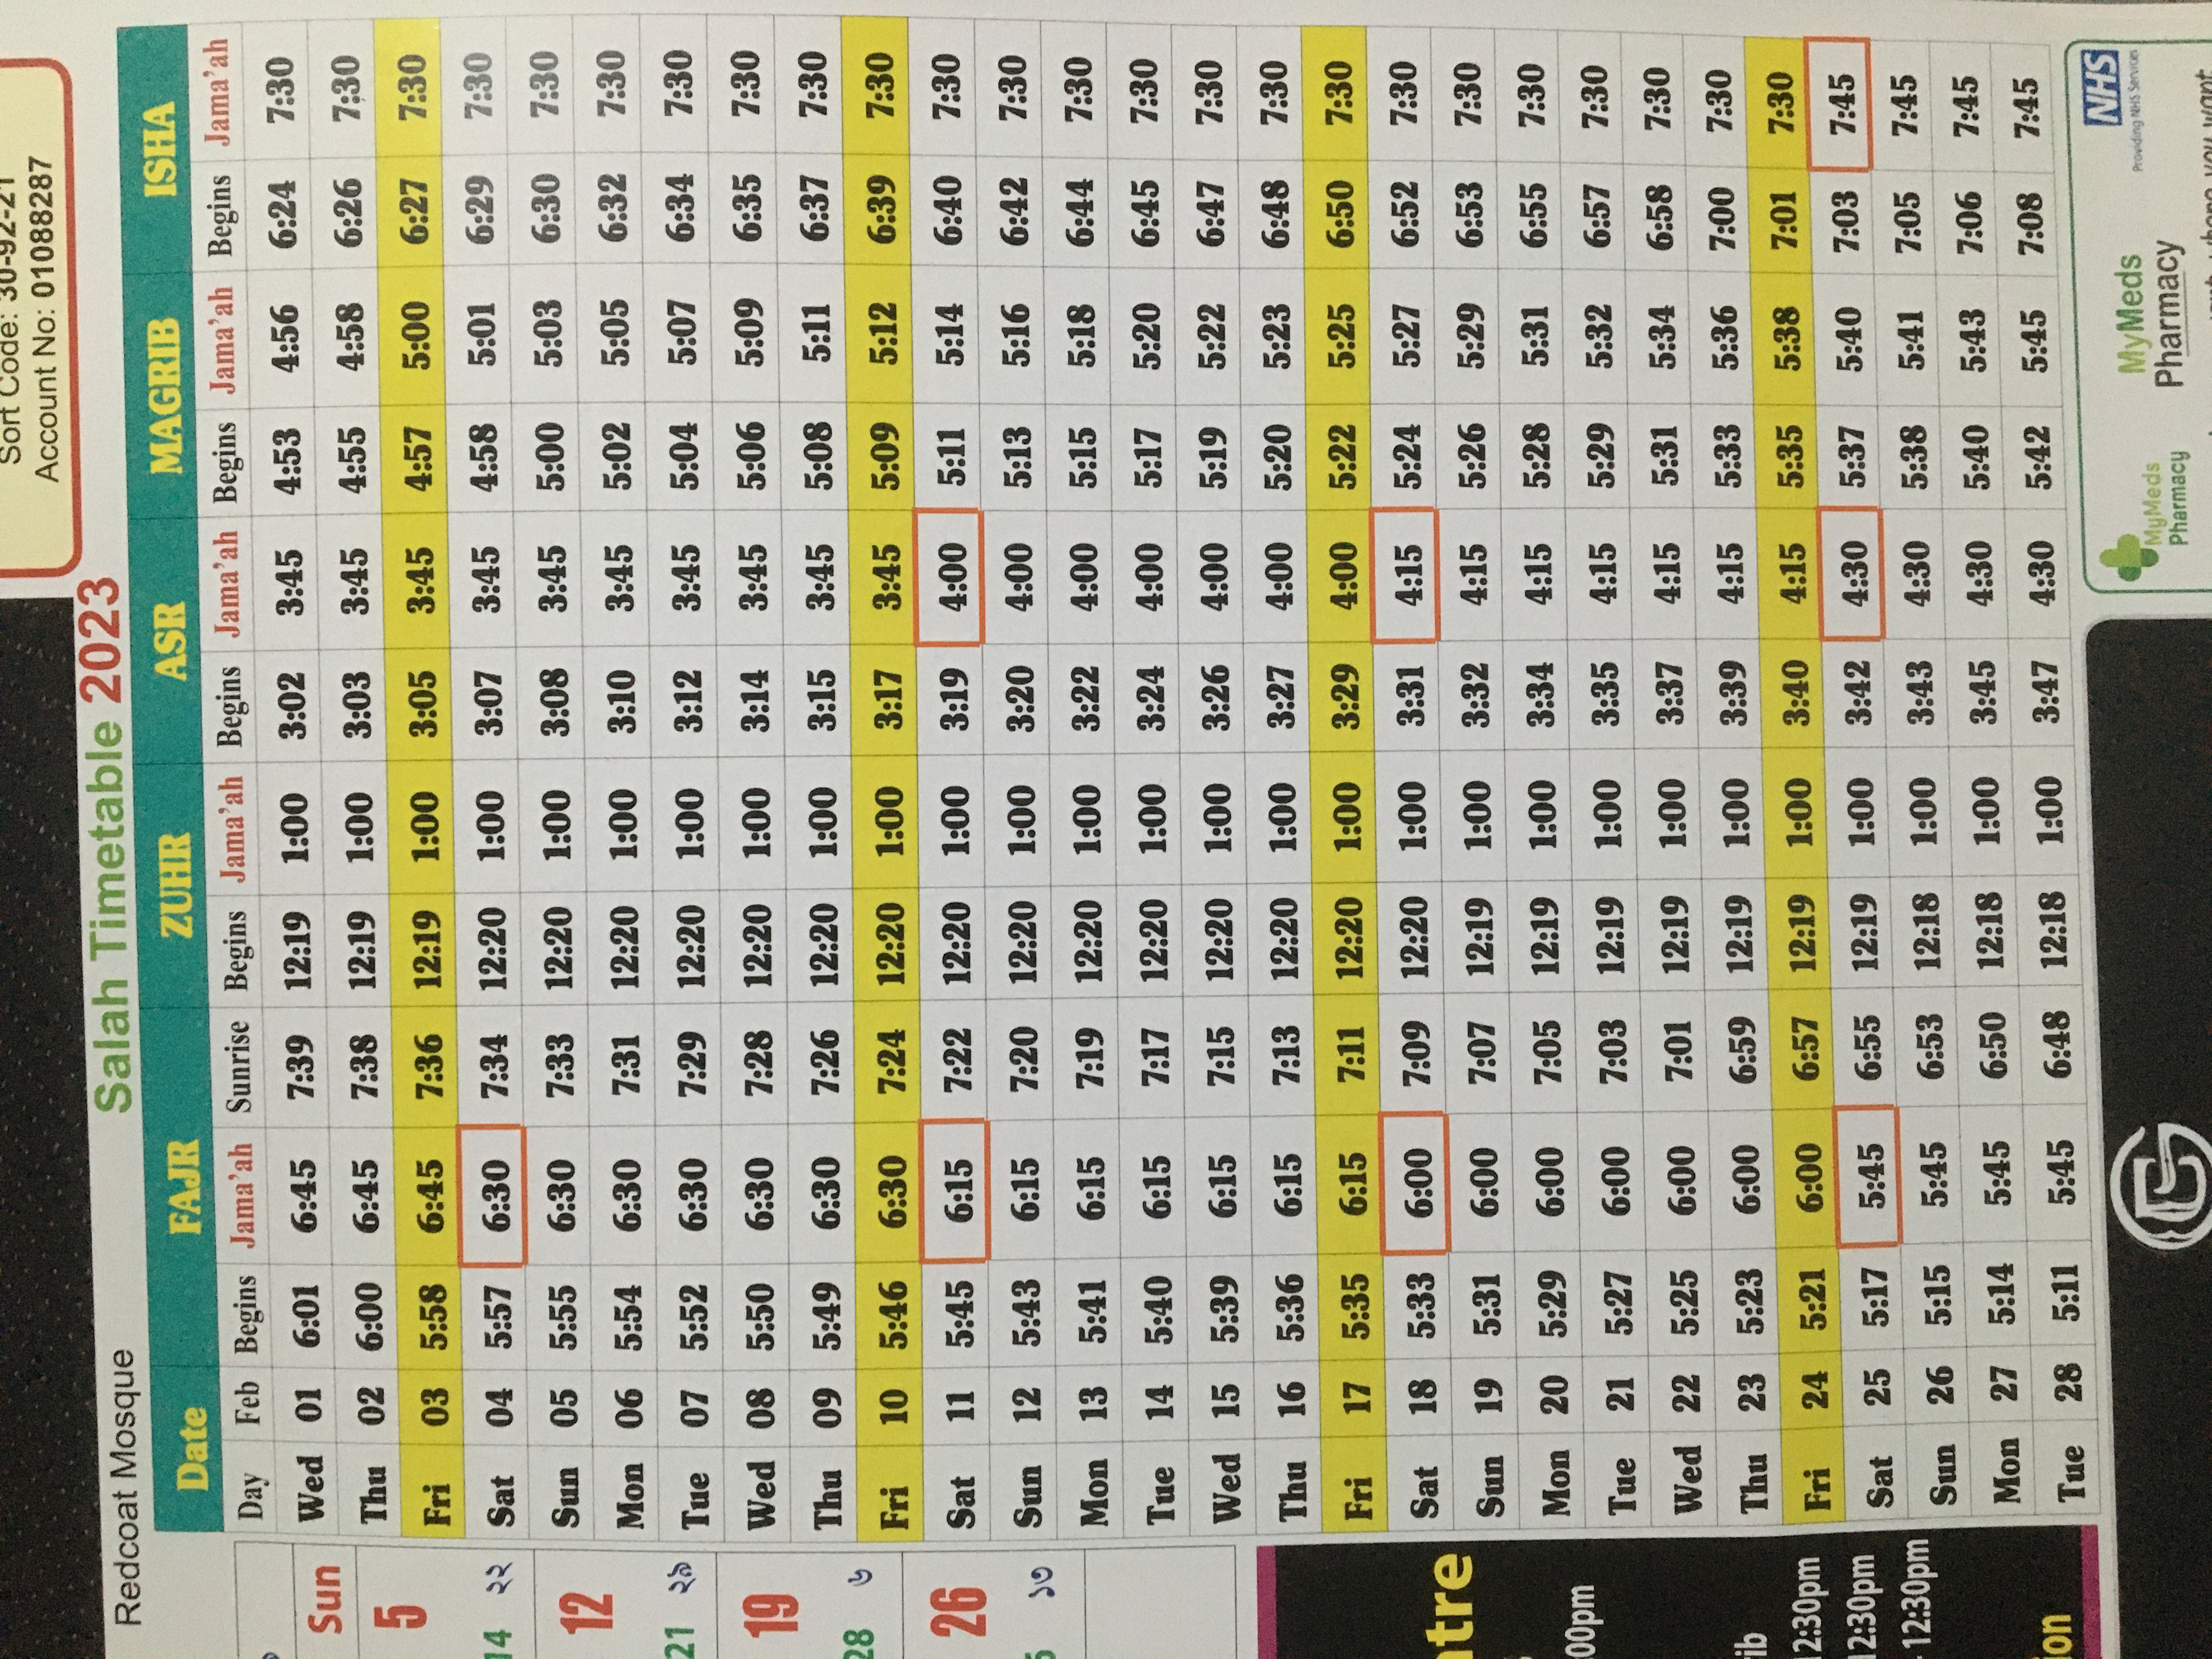 Sort Code: 30-92-21
Account No: 01088287
Redcoat Mosque
Salah Timetable 2023
Date FAJR ZUHR ASR MAGRIB ISHA
Day Feb Begins Jama'ah Sunrise Begins Jama'ah Begins Jama'ah Begins Jama'ah Begins Jama'ah
Wed 01 6:01 6:45 7:39 12:19 1:00 3:02 3:45 4:53 4:56 6:24 7:30
Thu 02 6:00 6:45 7:38 12:19 1:00 3:03 3:45 4:55 4:58 6:26 7:30
Fri 03 5:58 6:45 7:36 12:19 1:00 3:05 3:45 4:57 5:00 6:27 7:30
Sat 04 5:57 6:30 7:34 12:20 1:00 3:07 3:45 4:58 5:01 6:29 7:30
Sun 05 5:55 6:30 7:33 12:20 1:00 3:08 3:45 5:00 5:03 6:30 7:30
Mon 06 5:54 6:30 7:31 12:20 1:00 3:10 3:45 5:02 5:05 6:32 7:30
Tue 07 5:52 6:30 7:29 12:20 1:00 3:12 3:45 5:04 5:07 6:34 7:30
Wed 08 5:50 6:30 7:28 12:20 1:00 3:14 3:45 5:06 5:09 6:35 7:30
Thu 09 5:49 6:30 7:26 12:20 1:00 3:15 3:45 5:08 5:11 6:37 7:30
Fri 10 5:46 6:30 7:24 12:20 1:00 3:17 3:45 5:09 5:12 6:39 7:30
Sat 11 5:45 6:15 7:22 12:20 1:00 3:19 4:00 5:11 5:14 6:40 7:30
Sun 12 5:43 6:15 7:20 12:20 1:00 3:20 4:00 5:13 5:16 6:42 7:30
Mon 13 5:41 6:15 7:19 12:20 1:00 3:22 4:00 5:15 5:18 6:44 7:30
Tue 14 5:40 6:15 7:17 12:20 1:00 3:24 4:00 5:17 5:20 6:45 7:30
Wed 15 5:39 6:15 7:15 12:20 1:00 3:26 4:00 5:19 5:22 6:47 7:30
Thu 16 5:36 6:15 7:13 12:20 1:00 3:27 4:00 5:20 5:23 6:48 7:30
Fri 17 5:35 6:15 7:11 12:20 1:00 3:29 4:00 5:22 5:25 6:50 7:30
Sat 18 5:33 6:00 7:09 12:20 1:00 3:31 4:15 5:24 5:27 6:52 7:30
Sun 19 5:31 6:00 7:07 12:19 1:00 3:32 4:15 5:26 5:29 6:53 7:30
Mon 20 5:29 6:00 7:05 12:19 1:00 3:34 4:15 5:28 5:31 6:55 7:30
Tue 21 5:27 6:00 7:03 12:19 1:00 3:35 4:15 5:29 5:32 6:57 7:30
Wed 22 5:25 6:00 7:01 12:19 1:00 3:37 4:15 5:31 5:34 6:58 7:30
Thu 23 5:23 6:00 6:59 12:19 1:00 3:39 4:15 5:33 5:36 7:00 7:30
Fri 24 5:21 6:00 6:57 12:19 1:00 3:40 4:15 5:35 5:38 7:01 7:30
Sat 25 5:17 5:45 6:55 12:19 1:00 3:42 4:30 5:37 5:40 7:03 7:45
Sun 26 5:15 5:45 6:53 12:18 1:00 3:43 4:30 5:38 5:41 7:05 7:45
Mon 27 5:14 5:45 6:50 12:18 1:00 3:45 4:30 5:40 5:43 7:06 7:45
Tue 28 5:11 5:45 6:48 12:18 1:00 3:47 4:30 5:42 5:45 7:08 7:45
Sun
5
14 ২২
12
21 ২৯
19
28 ৬
26
১৩
ntre
:00pm
rib
12:30pm
12:30pm
- 12:30pm
ion
MyMeds
Pharmacy
MyMeds
Pharmacy
NHS
Providing NHS Services
where you want